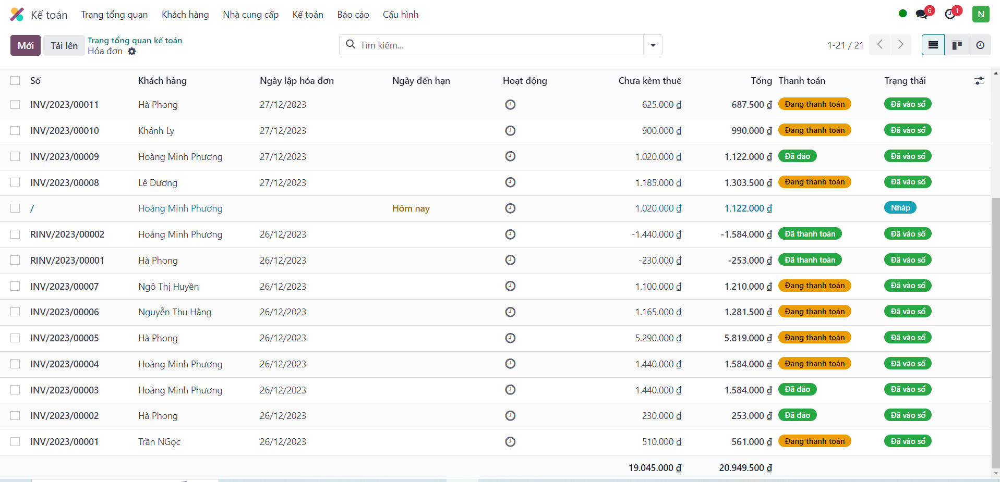 Kế toán Trang tổng quan Khách hàng Nhà cung cấp Kế toán Báo cáo Cấu hình 6 1 N
Mới Tải lên Trang tổng quan kế toán
Hóa đơn
Tìm kiếm...
1-21 / 21
Số Khách hàng Ngày lập hóa đơn Ngày đến hạn Hoạt động Chưa kèm thuế Tổng Thanh toán Trạng thái
INV/2023/00011 Hà Phong 27/12/2023 625.000 ₫ 687.500 ₫ Đang thanh toán Đã vào sổ
INV/2023/00010 Khánh Ly 27/12/2023 900.000 ₫ 990.000 ₫ Đang thanh toán Đã vào sổ
INV/2023/00009 Hoàng Minh Phương 27/12/2023 1.020.000 ₫ 1.122.000 ₫ Đã đảo Đã vào sổ
INV/2023/00008 Lê Dương 27/12/2023 1.185.000 ₫ 1.303.500 ₫ Đang thanh toán Đã vào sổ
/ Hoàng Minh Phương Hôm nay 1.020.000 ₫ 1.122.000 ₫ Nháp
RINV/2023/00002 Hoàng Minh Phương 26/12/2023 -1.440.000 ₫ -1.584.000 ₫ Đã thanh toán Đã vào sổ
RINV/2023/00001 Hà Phong 26/12/2023 -230.000 ₫ -253.000 ₫ Đã thanh toán Đã vào sổ
INV/2023/00007 Ngô Thị Huyền 26/12/2023 1.100.000 ₫ 1.210.000 ₫ Đang thanh toán Đã vào sổ
INV/2023/00006 Nguyễn Thu Hằng 26/12/2023 1.165.000 ₫ 1.281.500 ₫ Đang thanh toán Đã vào sổ
INV/2023/00005 Hà Phong 26/12/2023 5.290.000 ₫ 5.819.000 ₫ Đang thanh toán Đã vào sổ
INV/2023/00004 Hoàng Minh Phương 26/12/2023 1.440.000 ₫ 1.584.000 ₫ Đang thanh toán Đã vào sổ
INV/2023/00003 Hoàng Minh Phương 26/12/2023 1.440.000 ₫ 1.584.000 ₫ Đã đảo Đã vào sổ
INV/2023/00002 Hà Phong 26/12/2023 230.000 ₫ 253.000 ₫ Đã đảo Đã vào sổ
INV/2023/00001 Trần NGọc 26/12/2023 510.000 ₫ 561.000 ₫ Đang thanh toán Đã vào sổ
19.045.000 ₫ 20.949.500 ₫